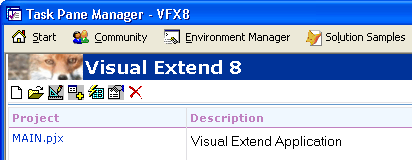 Task Pane Manager - VFX8
Start Community Environment Manager Solution Samples
Visual Extend 8
Project Description
MAIN.pjx Visual Extend Application